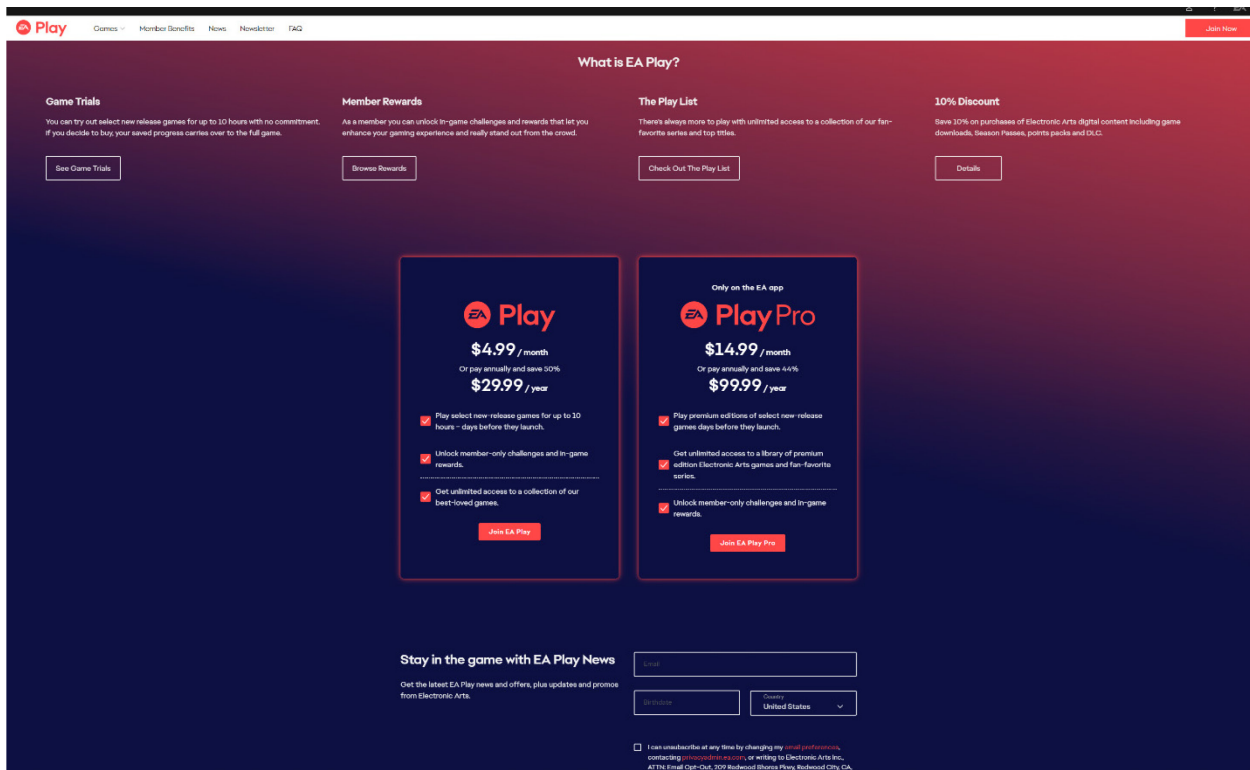 EA Play
Games
Member Benefits
News
Newsletter
FAQ
Join Now
What is EA Play?
Game Trials
You can try out select new release games for up to 10 hours with no commitment.
If you decide to buy, your saved progress carries over to the full game.
See Game Trials
Member Rewards
As a member you can unlock in-game challenges and rewards that let you
enhance your gaming experience and really stand out from the crowd.
Browse Rewards
The Play List
There's always more to play with unlimited access to a collection of our fan-
favorite series and top titles.
Check Out The Play List
10% Discount
Save 10% on purchases of Electronic Arts digital content including game
downloads, Season Passes, points packs and DLC.
Details
EA Play
$4.99 / month
Or pay annually and save 50%
$29.99 / year
Play select new-release games for up to 10
hours – days before they launch.
Unlock member-only challenges and in-game
rewards.
Get unlimited access to a collection of our
best-loved games.
Join EA Play
Only on the EA app
EA Play Pro
$14.99 / month
Or pay annually and save 44%
$99.99 / year
Play premium editions of select new-release
games days before they launch.
Get unlimited access to a library of premium
edition Electronic Arts games and fan-favorite
series.
Unlock member-only challenges and in-game
rewards.
Join EA Play Pro
Stay in the game with EA Play News
Get the latest EA Play news and offers, plus updates and promos
from Electronic Arts.
Email
Birthdate
Country
United States
I can unsubscribe at any time by changing my email preferences,
contacting privacyadmin.ea.com, or writing to Electronic Arts Inc.,
ATTN: Email Opt-Out, 209 Redwood Shores Pkwy, Redwood City, CA,